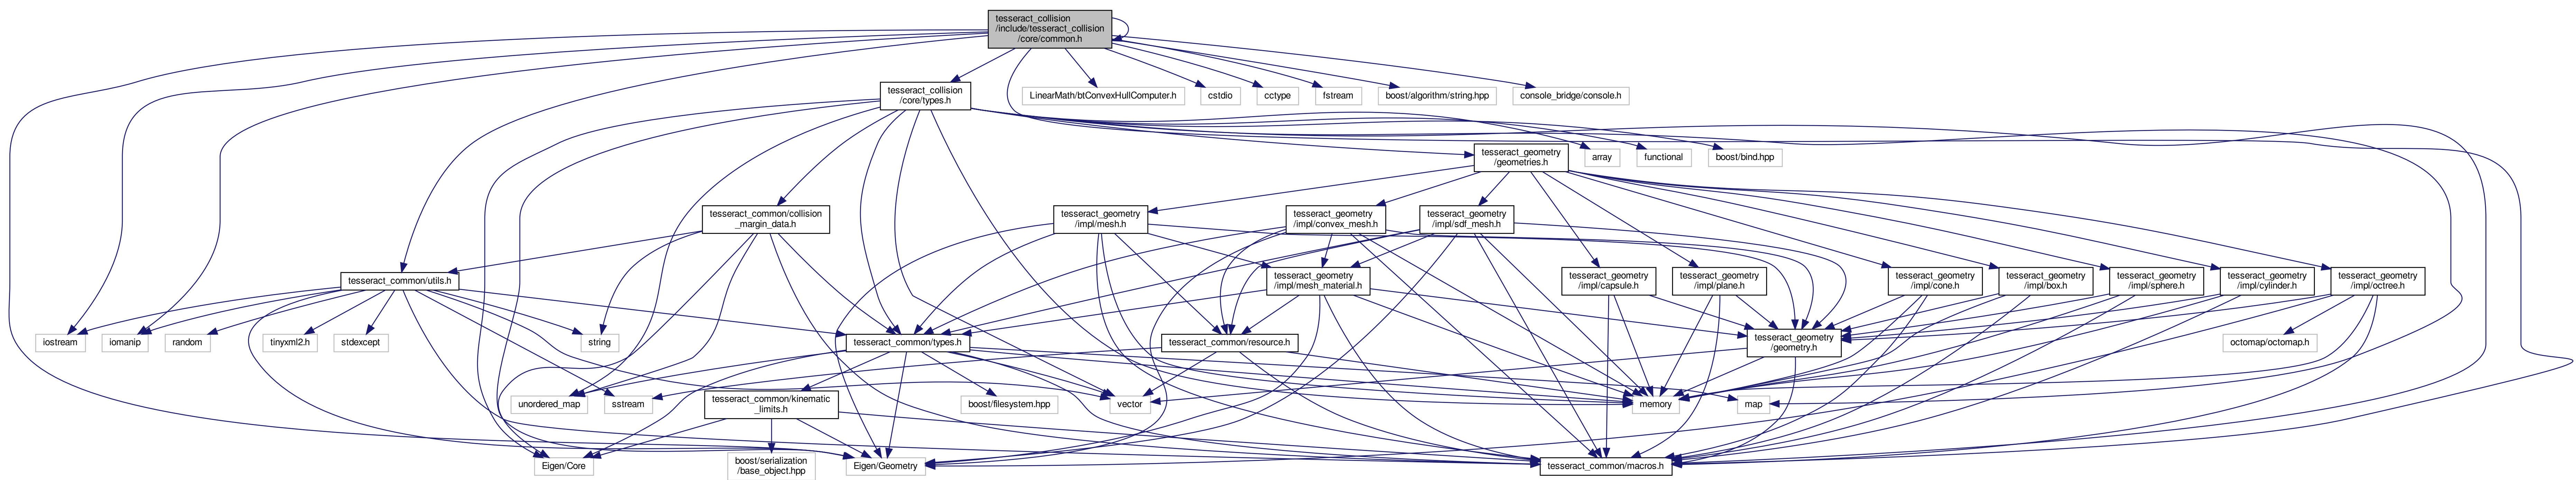 tesseract_collision
/include/tesseract_collision
/core/common.h
tesseract_collision
/core/types.h
LinearMath/btConvexHullComputer.h
cstdio
cctype
fstream
boost/algorithm/string.hpp
console_bridge/console.h
tesseract_geometry
/geometries.h
array
functional
boost/bind.hpp
tesseract_common/collision
_margin_data.h
tesseract_geometry
/impl/mesh.h
tesseract_geometry
/impl/convex_mesh.h
tesseract_geometry
/impl/sdf_mesh.h
tesseract_common/utils.h
tesseract_geometry
/impl/mesh_material.h
tesseract_geometry
/impl/capsule.h
tesseract_geometry
/impl/plane.h
tesseract_geometry
/impl/cone.h
tesseract_geometry
/impl/box.h
tesseract_geometry
/impl/sphere.h
tesseract_geometry
/impl/cylinder.h
tesseract_geometry
/impl/octree.h
iostream
iomanip
random
tinyxml2.h
stdexcept
string
tesseract_common/types.h
tesseract_common/resource.h
tesseract_geometry
/geometry.h
octomap/octomap.h
unordered_map
sstream
tesseract_common/kinematic
_limits.h
boost/filesystem.hpp
vector
memory
map
Eigen/Core
boost/serialization
/base_object.hpp
Eigen/Geometry
tesseract_common/macros.h